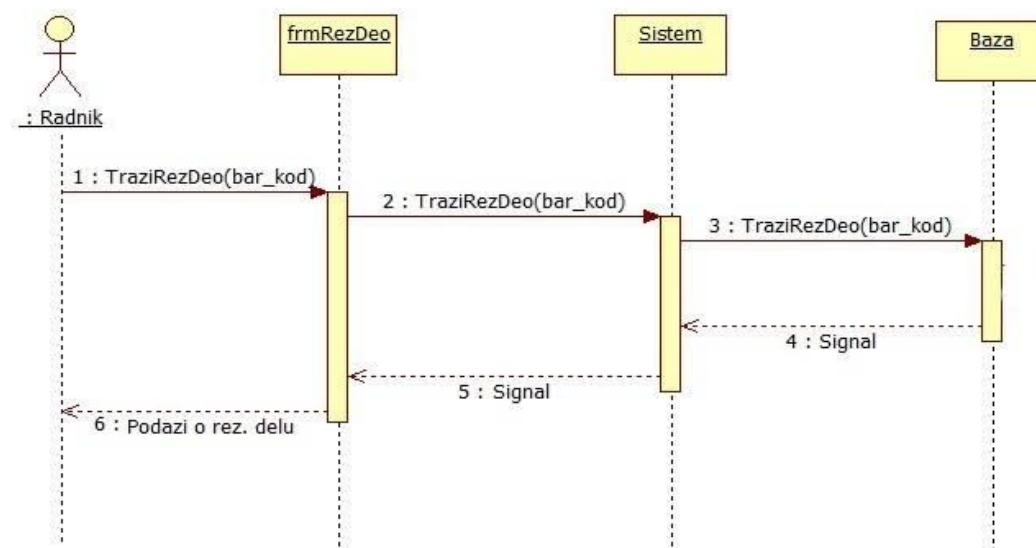 frmRezDeo
Sistem
Baza
: Radnik
1 : TraziRezDeo(bar_kod)
2 : TraziRezDeo(bar_kod)
3 : TraziRezDeo(bar_kod)
4 : Signal
5 : Signal
6 : Podazi o rez. delu